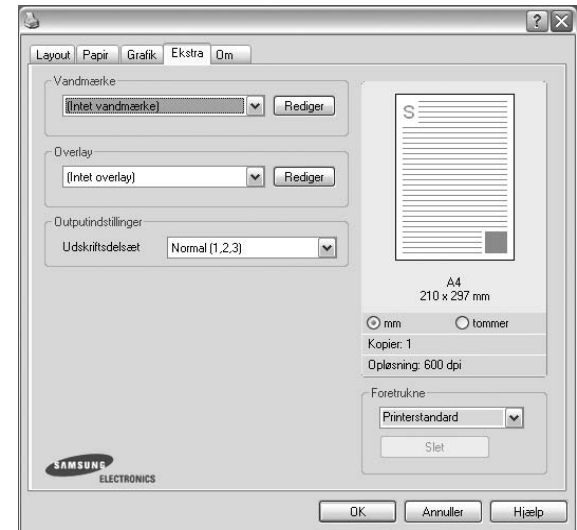 Layout Papir Grafik Ekstra Om
Vandmærke
(Intet vandmærke) Rediger
Overlay
(Intet overlay) Rediger
Outputindstillinger
Udskriftsdelsæt Normal (1,2,3)
S
A4
210 x 297 mm
mm tommer
Kopier: 1
Opløsning: 600 dpi
Foretrukne
Printerstandard
Slet
SAMSUNG
ELECTRONICS
OK Annuller Hjælp